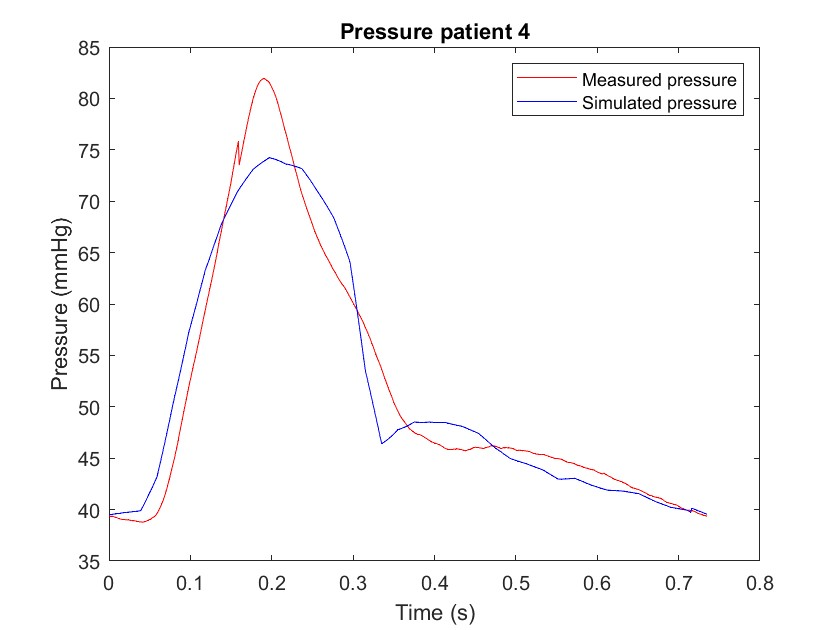 Pressure patient 4
Measured pressure
Simulated pressure
85
80
75
70
65
60
55
50
45
40
35
Pressure (mmHg)
0 0.1 0.2 0.3 0.4 0.5 0.6 0.7 0.8
Time (s)